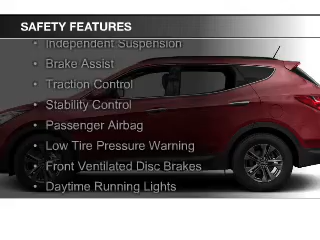 SAFETY FEATURES
• Independent Suspension
• Brake Assist
• Traction Control
• Stability Control
• Passenger Airbag
• Low Tire Pressure Warning
• Front Ventilated Disc Brakes
• Daytime Running Lights